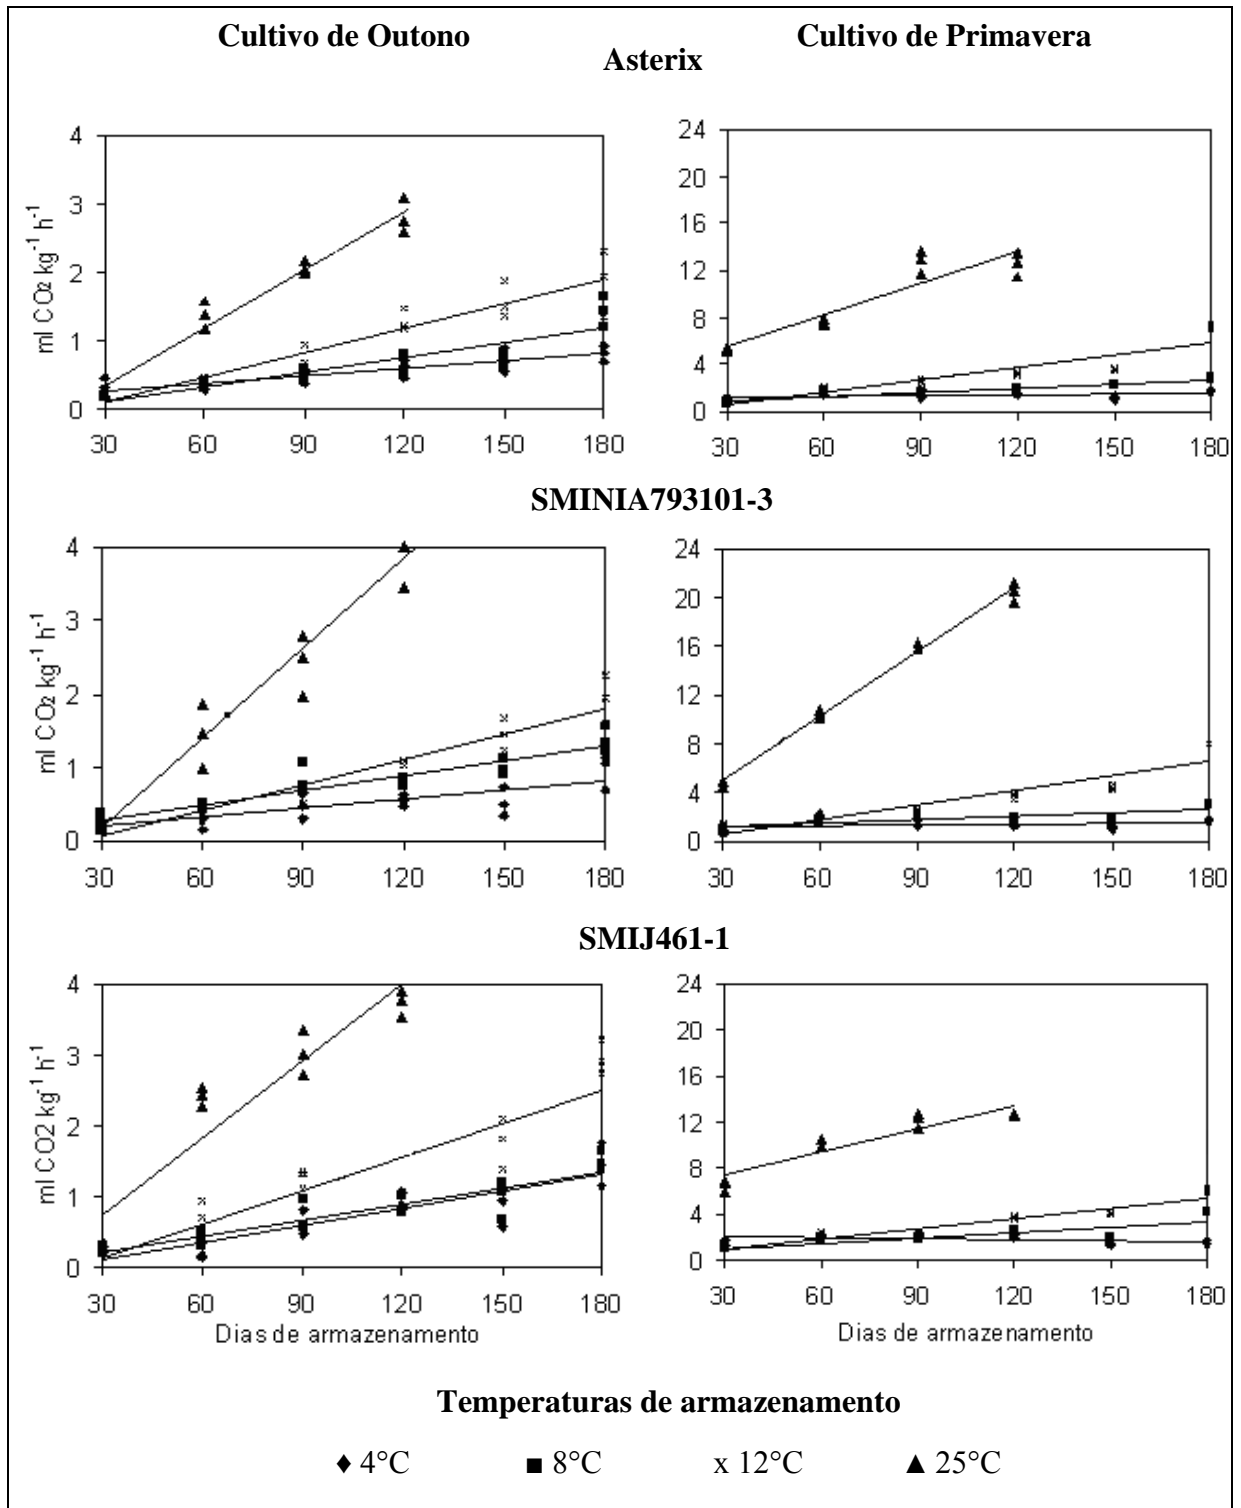 Cultivo de Outono
Cultivo de Primavera
Asterix
ml CO2 kg-1 h-1
4
3
2
1
0
30 60 90 120 150 180
24
20
16
12
8
4
0
30 60 90 120 150 180
SMINIA793101-3
ml CO2 kg-1 h-1
4
3
2
1
0
30 60 90 120 150 180
24
20
16
12
8
4
0
30 60 90 120 150 180
SMIJ461-1
ml CO2 kg-1 h-1
4
3
2
1
0
30 60 90 120 150 180
Dias de armazenamento
24
20
16
12
8
4
0
30 60 90 120 150 180
Dias de armazenamento
Temperaturas de armazenamento
♦ 4°C ■ 8°C x 12°C ▲ 25°C